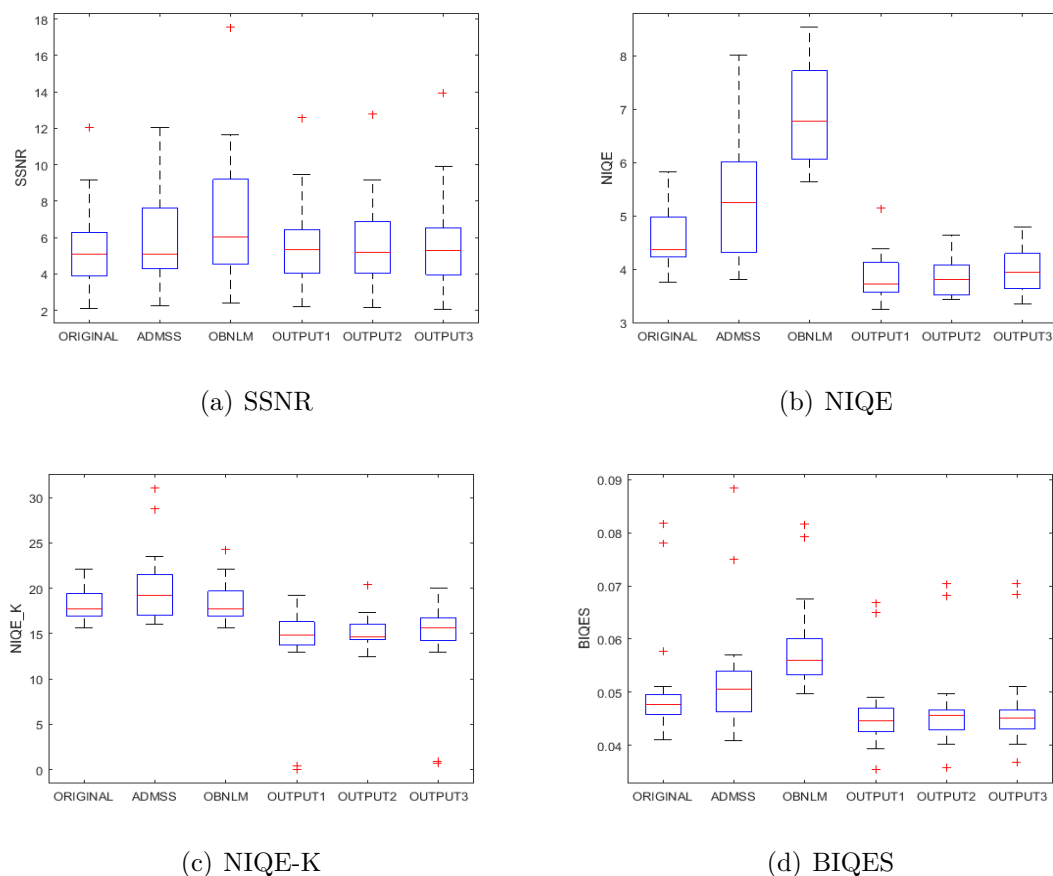 18
16
14
12
10
8
6
4
2
SSNR
ORIGINAL ADMSS OBNLM OUTPUT1 OUTPUT2 OUTPUT3
(a) SSNR
8
7
6
5
4
3
NIQE
ORIGINAL ADMSS OBNLM OUTPUT1 OUTPUT2 OUTPUT3
(b) NIQE
30
25
20
15
10
5
0
NIQE_K
ORIGINAL ADMSS OBNLM OUTPUT1 OUTPUT2 OUTPUT3
(c) NIQE-K
0.09
0.08
0.07
0.06
0.05
0.04
BIQES
ORIGINAL ADMSS OBNLM OUTPUT1 OUTPUT2 OUTPUT3
(d) BIQES